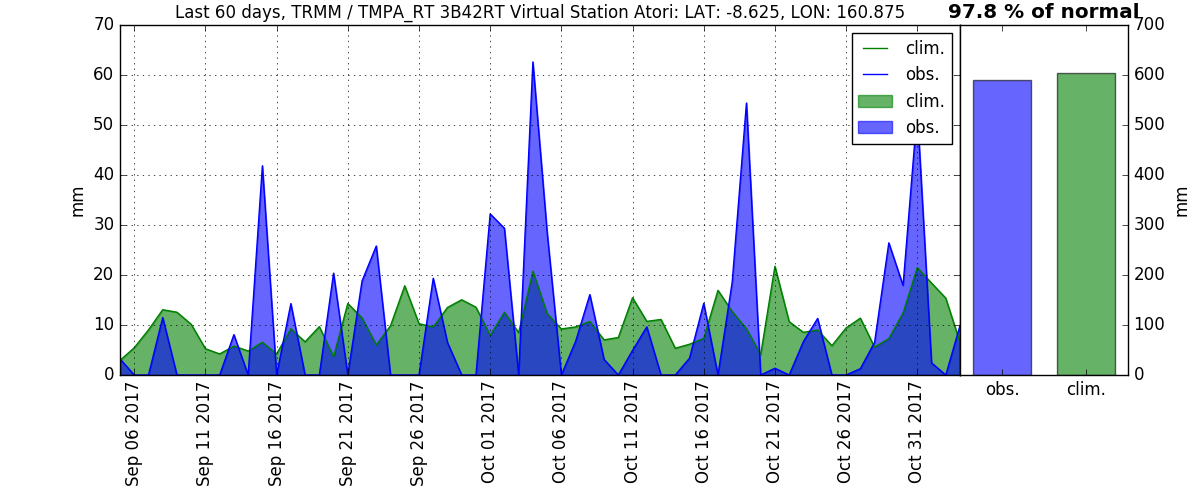 Last 60 days, TRMM / TMPA_RT 3B42RT Virtual Station Atori: LAT: -8.625, LON: 160.875
97.8 % of normal
70
60
50
40
30
20
10
0
mm
clim.
obs.
clim.
obs.
700
600
500
400
300
200
100
0
mm
Sep 06 2017
Sep 11 2017
Sep 16 2017
Sep 21 2017
Sep 26 2017
Oct 01 2017
Oct 06 2017
Oct 11 2017
Oct 16 2017
Oct 21 2017
Oct 26 2017
Oct 31 2017
obs.
clim.